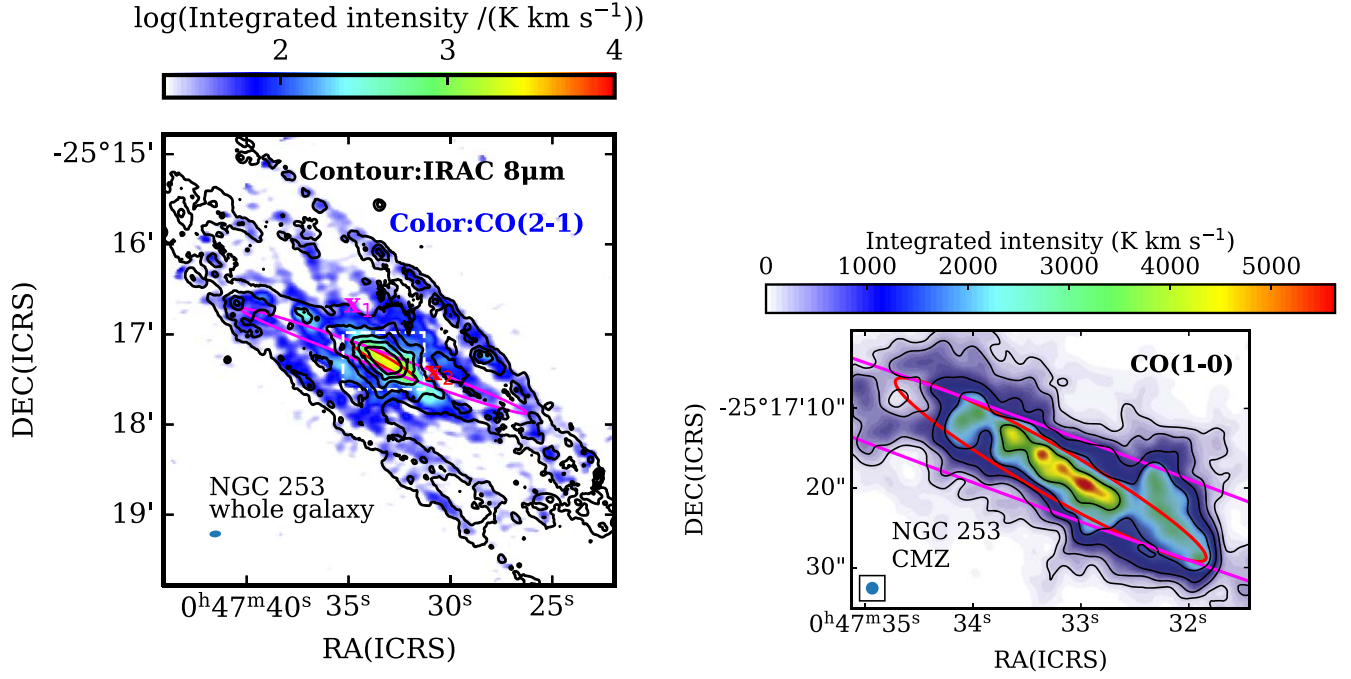 log(Integrated intensity /(K km s⁻¹))
2 3 4
-25°15'
16'
17'
18'
19'
DEC(ICRS)
Contour:IRAC 8μm
Color:CO(2-1)
x₁
x₂
NGC 253
whole galaxy
0ʰ47ᵐ40ˢ 35ˢ 30ˢ 25ˢ
RA(ICRS)
Integrated intensity (K km s⁻¹)
0 1000 2000 3000 4000 5000
CO(1-0)
-25°17'10"
20"
30"
DEC(ICRS)
NGC 253
CMZ
0ʰ47ᵐ35ˢ 34ˢ 33ˢ 32ˢ
RA(ICRS)